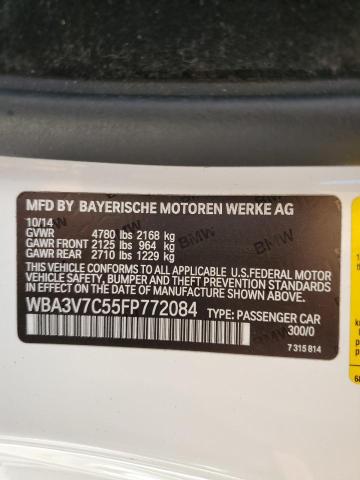 MFD BY BAYERISCHE MOTOREN WERKE AG
10/14
GVWR 4780 lbs 2168 kg
GAWR FRONT 2125 lbs 964 kg
GAWR REAR 2710 lbs 1229 kg
THIS VEHICLE CONFORMS TO ALL APPLICABLE U.S.FEDERAL MOTOR
VEHICLE SAFETY, BUMPER AND THEFT PREVENTION
STANDARDS IN EFFECT ON THE DATE OF MANUFACTURE SHOWN ABOVE.
WBA3V7C55FP772084 TYPE: PASSENGER CAR
300/0
7 315 814